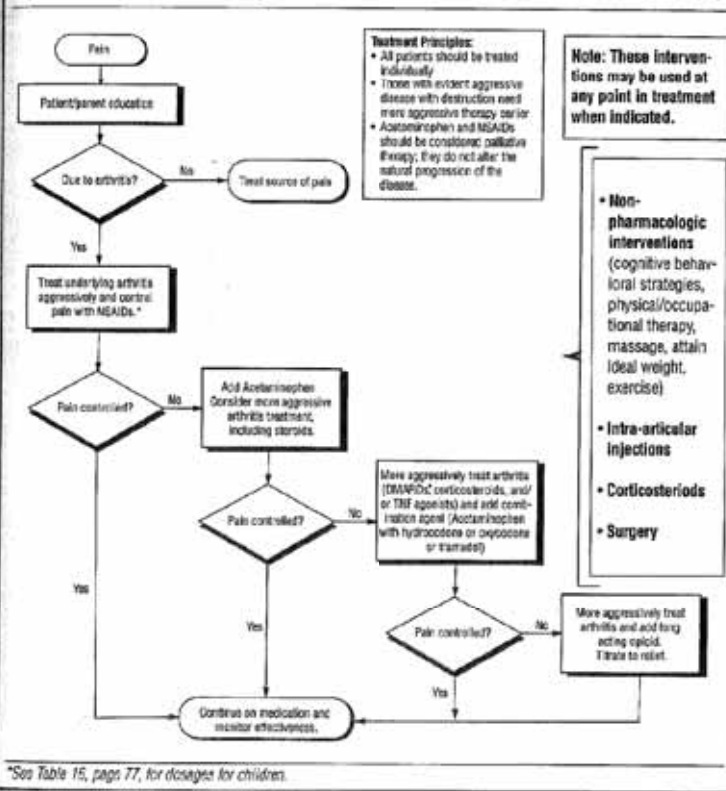 Pain
Patient/parent education
Due to arthritis?
No
Treat source of pain
Yes
Treat underlying arthritis
aggressively and control
pain with NSAIDs.*
Pain controlled?
No
Add Acetaminophen
Consider more aggressive
arthritis treatment,
including steroids.
Pain controlled?
No
More aggressively treat arthritis
(DMARDs, corticosteroids, and/
or TNF agonists) and add comb-
ination agent (Acetaminophen
with hydrocodone or oxycodone
or tramadol)
Pain controlled?
No
More aggressively treat
arthritis and add long
acting opioid.
Titrate to relief.
Yes
Yes
Yes
Continue on medication and
monitor effectiveness.
Treatment Principles:
• All patients should be treated
individually
• Those with evident aggressive
disease with destruction need
more aggressive therapy earlier
• Acetaminophen and NSAIDs
should be considered palliative
therapy; they do not alter the
natural progression of the
disease.
Note: These interven-
tions may be used at
any point in treatment
when indicated.
• Non-
pharmacologic
interventions
(cognitive behav-
ioral strategies,
physical/occupa-
tional therapy,
massage, attain
ideal weight,
exercise)
• Intra-articular
injections
• Corticosteriods
• Surgery
*See Table 15, page 77, for dosages for children.